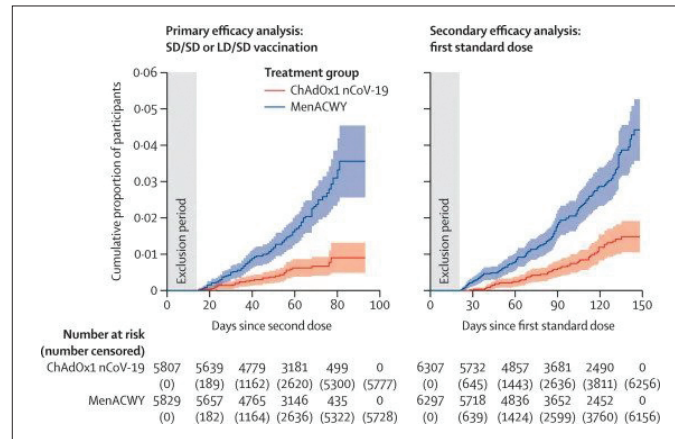 Primary efficacy analysis:
SD/SD or LD/SD vaccination
Secondary efficacy analysis:
first standard dose
Treatment group
ChAdOx1 nCoV-19
MenACWY
Cumulative proportion of participants
0·06
0·05
0·04
0·03
0·02
0·01
0
Exclusion period
Exclusion period
0 20 40 60 80 100
0 30 60 90 120 150
Days since second dose
Days since first standard dose
Number at risk
(number censored)
ChAdOx1 nCoV-19 5807 5639 4779 3181 499 0 6307 5732 4857 3681 2490 0
(0) (189) (1162) (2620) (5300) (5777) (0) (645) (1443) (2636) (3811) (6256)
MenACWY 5829 5657 4765 3146 435 0 6297 5718 4836 3652 2452 0
(0) (182) (1164) (2636) (5322) (5728) (0) (639) (1424) (2599) (3760) (6156)